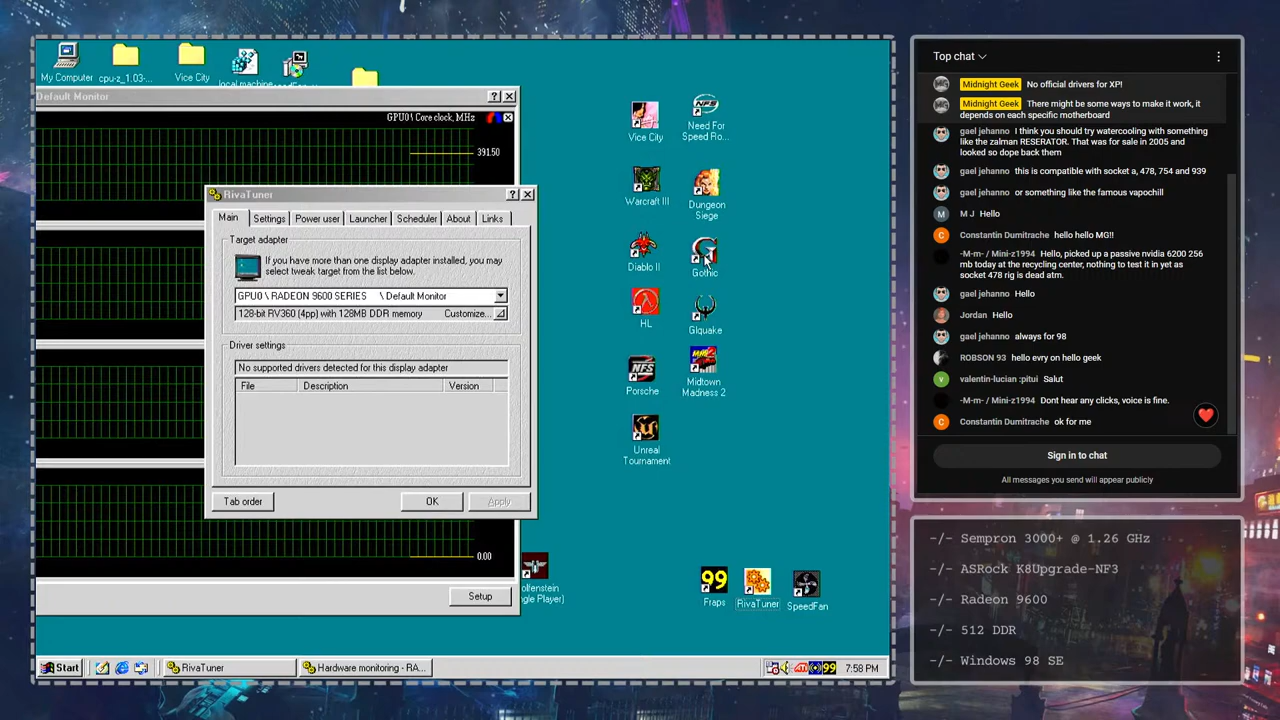 My Computer
cpu-z_1.03-...
Vice City
Default Monitor
GPU0 \ Core clock, MHz
391.50
0.00
Setup
RivaTuner
Main
Settings
Power user
Launcher
Scheduler
About
Links
Target adapter
If you have more than one display adapter installed, you may
select tweak target from the list below.
GPU0 \ RADEON 9600 SERIES \ Default Monitor
128-bit RV360 (4pp) with 128MB DDR memory
Customize...
Driver settings
No supported drivers detected for this display adapter
File
Description
Version
Tab order
OK
Apply
Vice City
Need For
Speed Ro...
Warcraft III
Dungeon
Siege
Diablo II
Gothic
HL
Glquake
Porsche
Midtown
Madness 2
Unreal
Tournament
oltenstein
ngle Player)
99
Fraps
RivaTuner
SpeedFan
Start
RivaTuner
Hardware monitoring - RA...
ATI
99
7:58 PM
Top chat
Midnight Geek No official drivers for XP!
Midnight Geek There might be some ways to make it work, it
depends on each specific motherboard
gael jehanno I think you should try watercooling with something
like the zalman RESERATOR. That was for sale in 2005 and
looked so dope back them
gael jehanno this is compatible with socket a, 478, 754 and 939
gael jehanno or something like the famous vapochill
M J Hello
Constantin Dumitrache hello hello MG!!
-M-m- / Mini-z1994 Hello, picked up a passive nvidia 6200 256
mb today at the recycling center, nothing to test it in yet as
socket 478 rig is dead atm.
gael jehanno Hello
Jordan Hello
gael jehanno always for 98
ROBSON 93 hello evry on hello geek
valentin-lucian :pitui Salut
-M-m- / Mini-z1994 Dont hear any clicks, voice is fine.
Constantin Dumitrache ok for me
Sign in to chat
All messages you send will appear publicly
-/- Sempron 3000+ @ 1.26 GHz
-/- ASRock K8Upgrade-NF3
-/- Radeon 9600
-/- 512 DDR
-/- Windows 98 SE